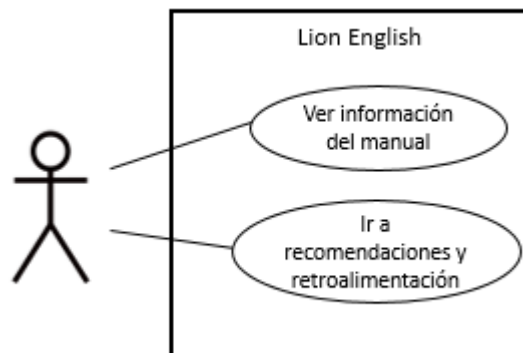 Lion English
Ver información
del manual
Ir a
recomendaciones y
retroalimentación